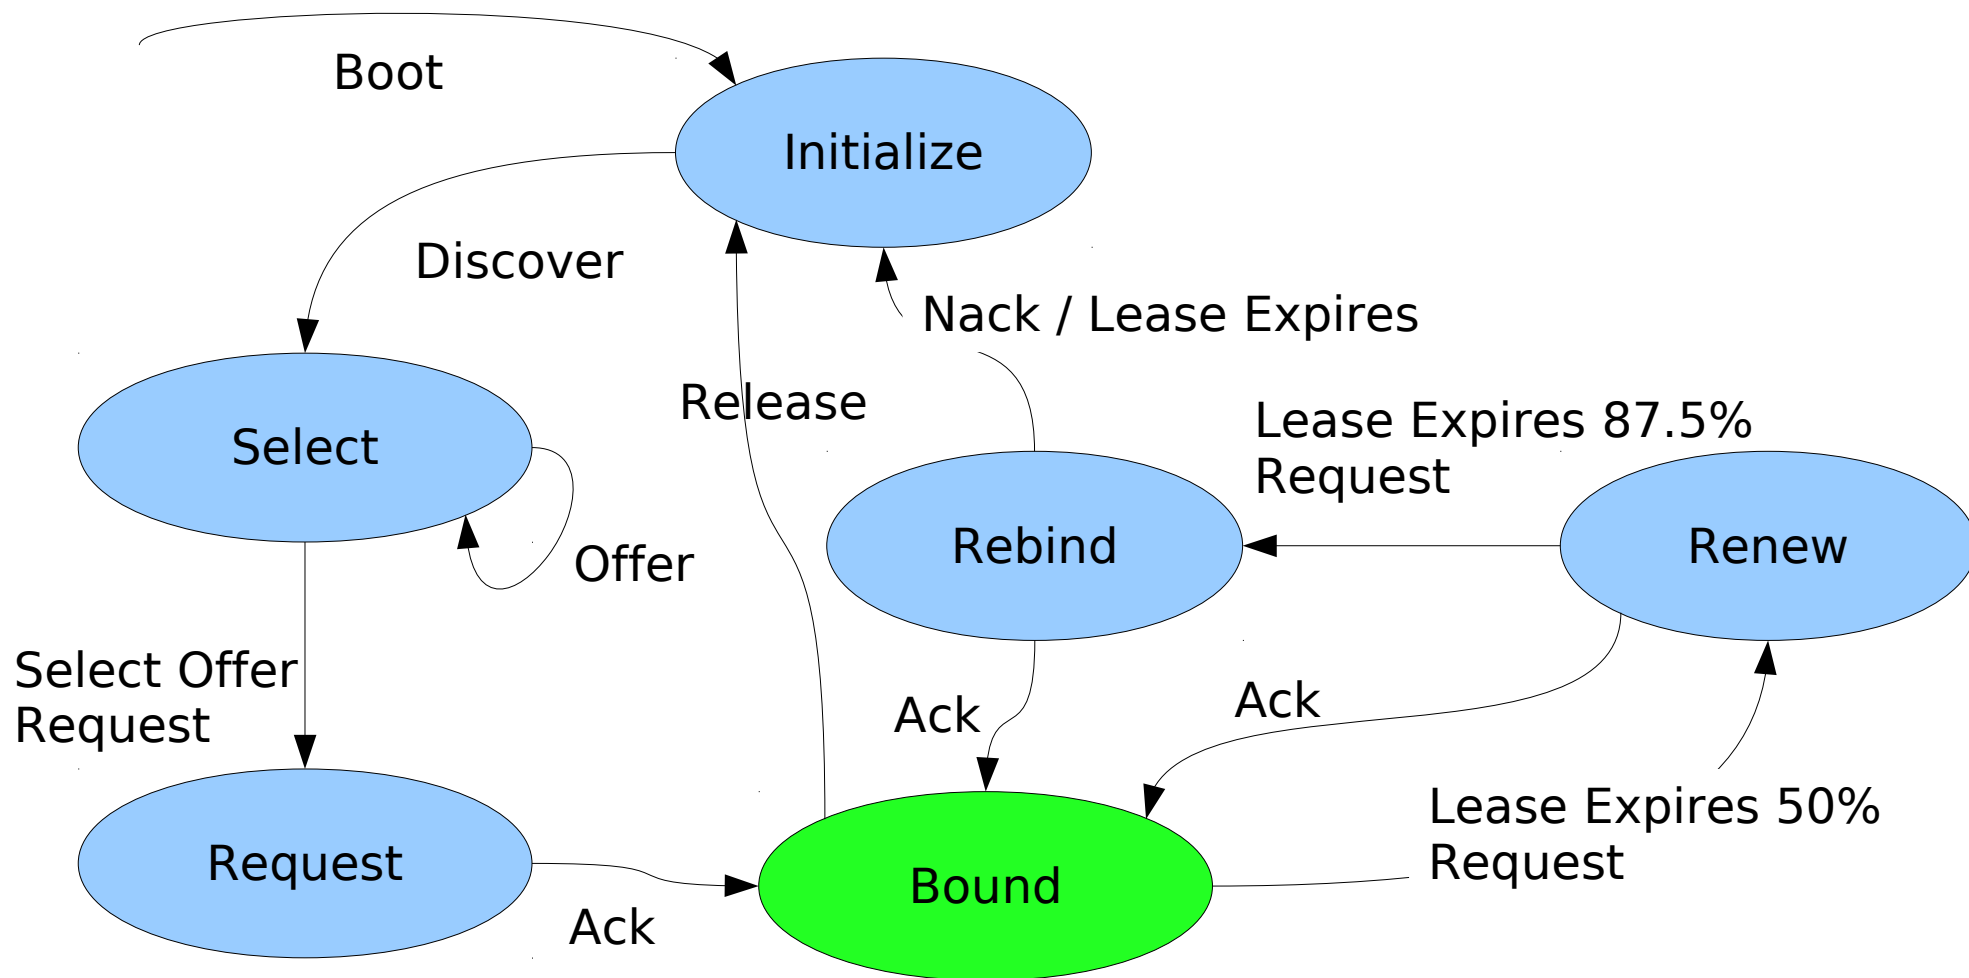 Boot
Initialize
Discover
Nack / Lease Expires
Release
Lease Expires 87.5%
Request
Select
Offer
Rebind
Renew
Select Offer
Request
Ack
Ack
Lease Expires 50%
Request
Request
Bound
Ack